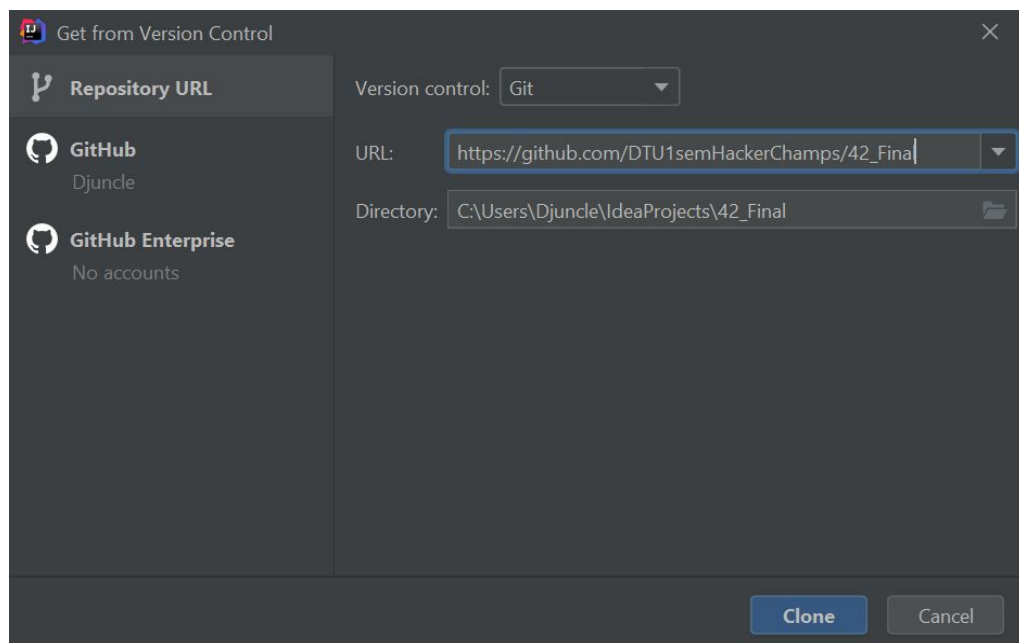 Get from Version Control
Repository URL
GitHub
Djuncle
GitHub Enterprise
No accounts
Version control: Git
URL: https://github.com/DTU1semHackerChamps/42_Final
Directory: C:\Users\Djuncle\IdeaProjects\42_Final
Clone Cancel